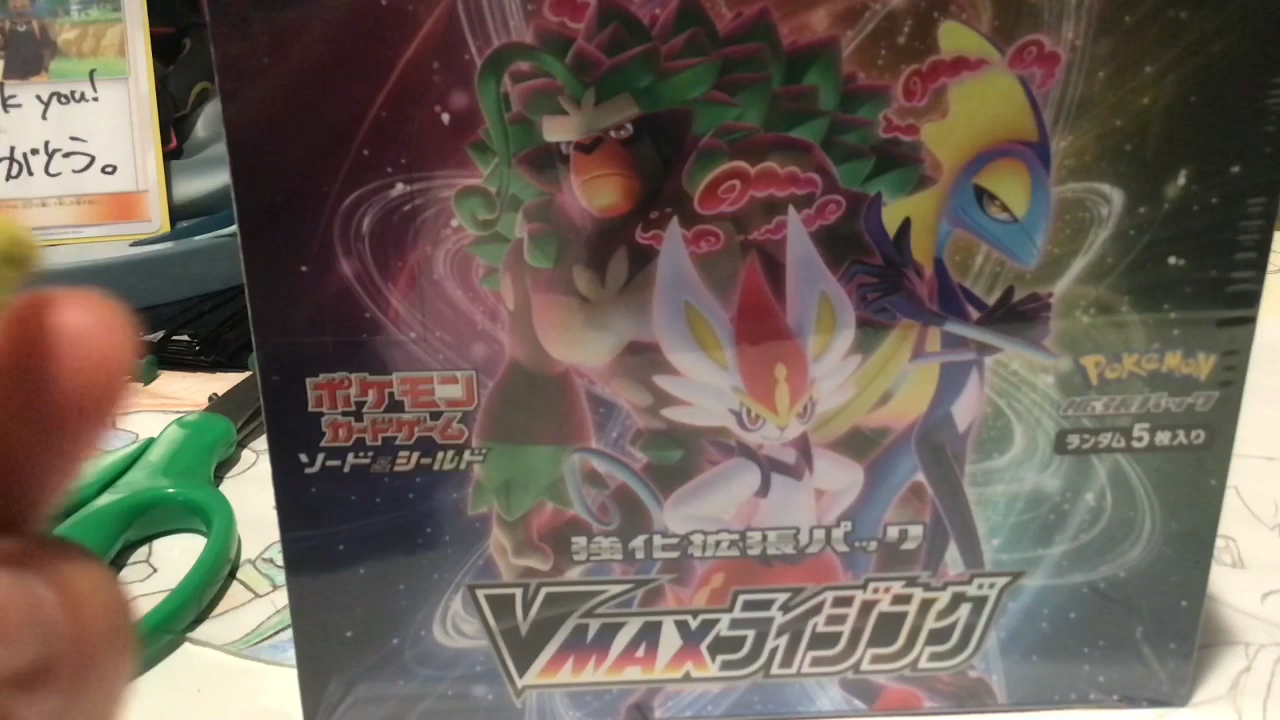 k you!
がとう。
ポケモン
カードゲーム
ソード&シールド
Pokémon
拡張パック
ランダム5枚入り
強化拡張パック
VMAXライジング